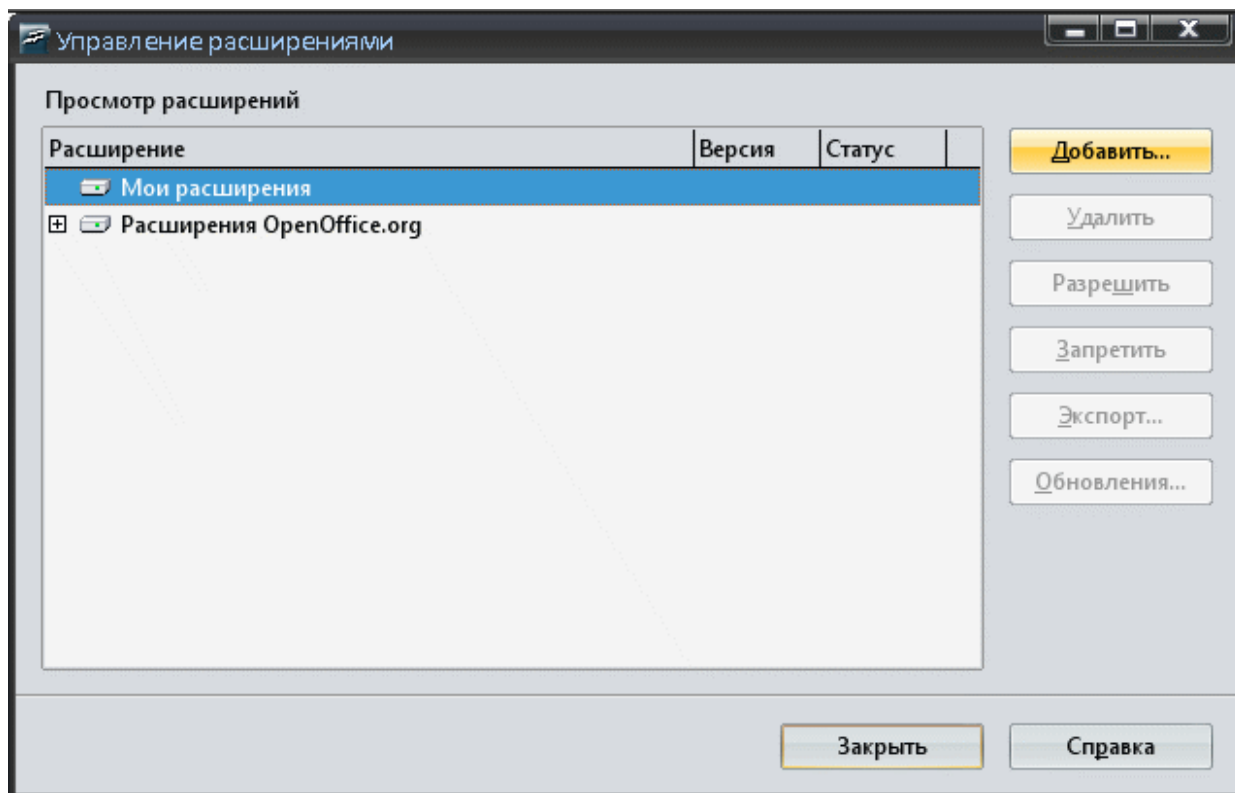 Управление расширениями
Просмотр расширений
Расширение Версия Статус
Мои расширения
Расширения OpenOffice.org
Добавить...
Удалить
Разрешить
Запретить
Экспорт...
Обновления...
Закрыть
Справка